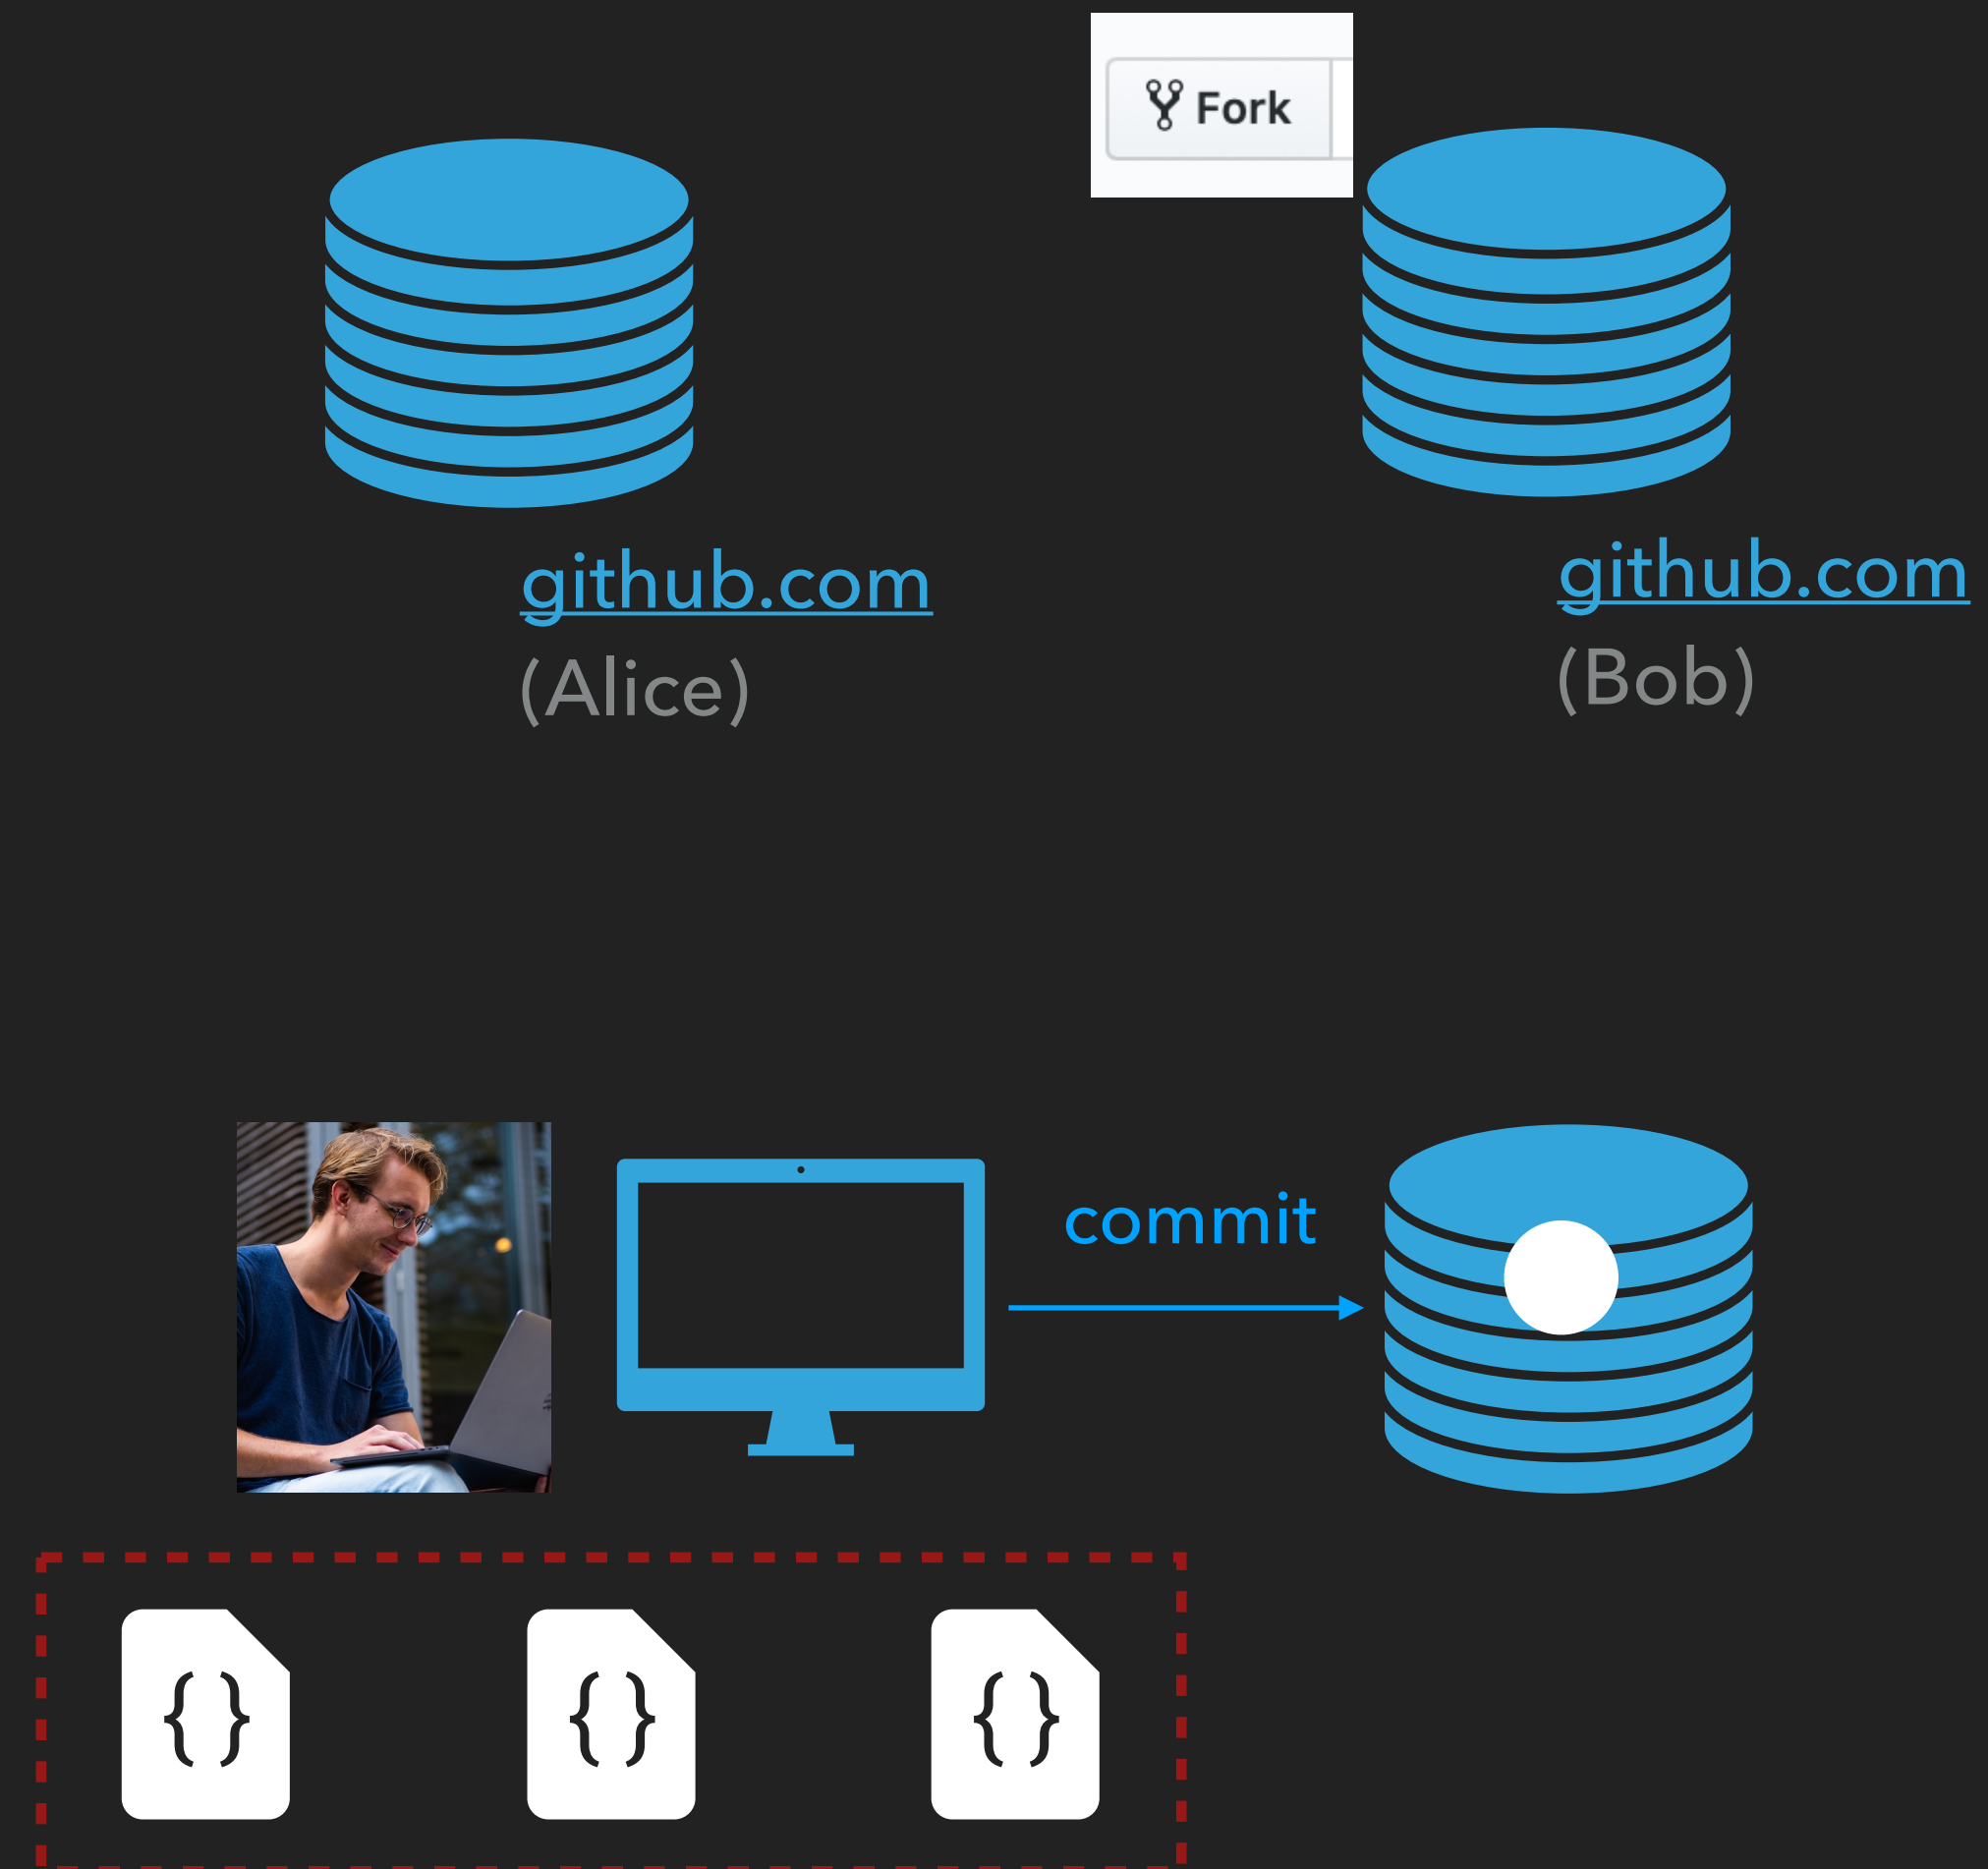 Fork
github.com
(Alice)
github.com
(Bob)
commit
{ }
{ }
{ }